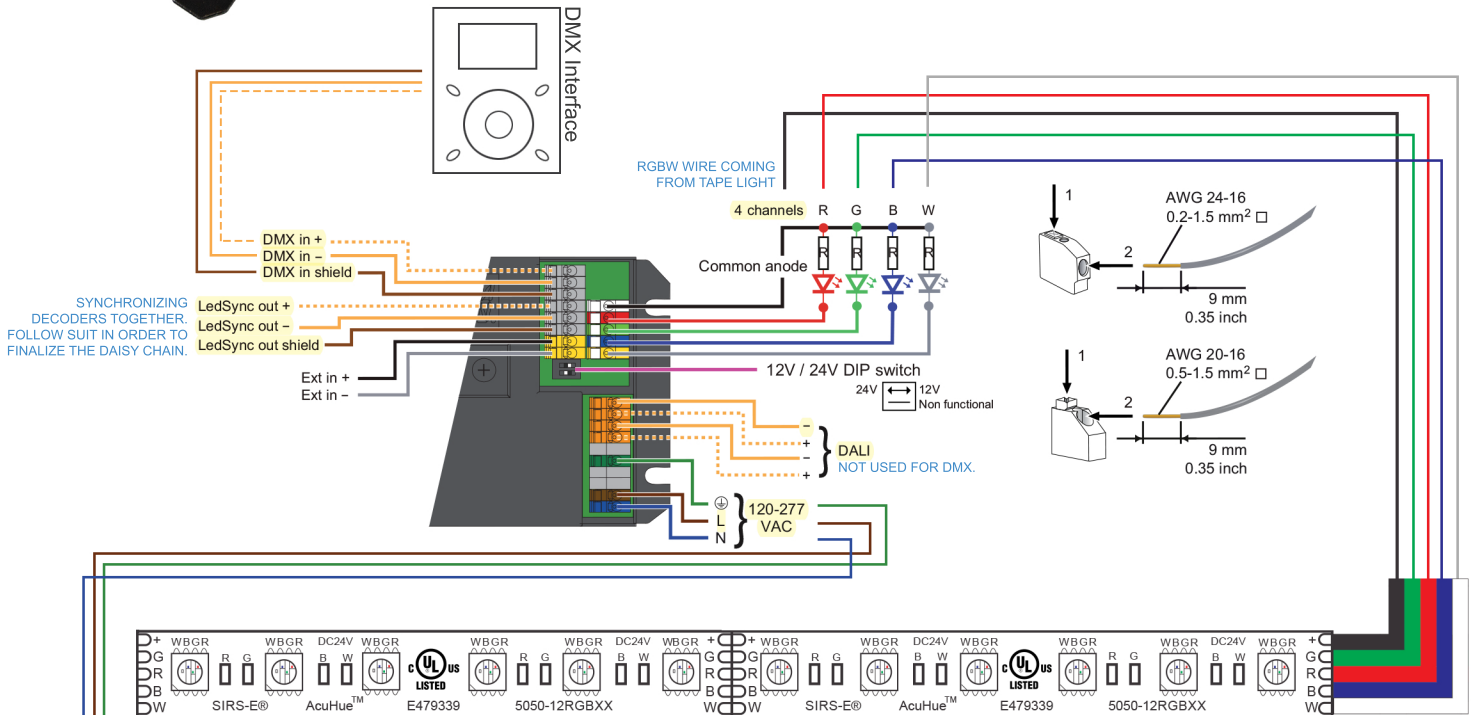 DMX Interface
RGBW WIRE COMING
FROM TAPE LIGHT
4 channels R G B W
Common anode
DMX in +
DMX in –
DMX in shield
SYNCHRONIZING
DECODERS TOGETHER.
FOLLOW SUIT IN ORDER TO
FINALIZE THE DAISY CHAIN.
LedSync out +
LedSync out –
LedSync out shield
Ext in +
Ext in –
R R R R
12V / 24V DIP switch
24V 12V
Non functional
–
+
–
+
DALI
NOT USED FOR DMX.
L
N
120-277
VAC
1
2
AWG 24-16
0.2-1.5 mm²
9 mm
0.35 inch
1
2
AWG 20-16
0.5-1.5 mm²
9 mm
0.35 inch
+ WBGR WBGR DC24V WBGR WBGR WBGR DC24V WBGR + + WBGR WBGR DC24V WBGR WBGR WBGR DC24V WBGR +
G R G B W R G B W G G R G B W R G B W G
R C UL US R R C UL US R
B LISTED B B LISTED B
W SIRS-E® AcuHue™ E479339 5050-12RGBXX W W SIRS-E® AcuHue™ E479339 5050-12RGBXX W